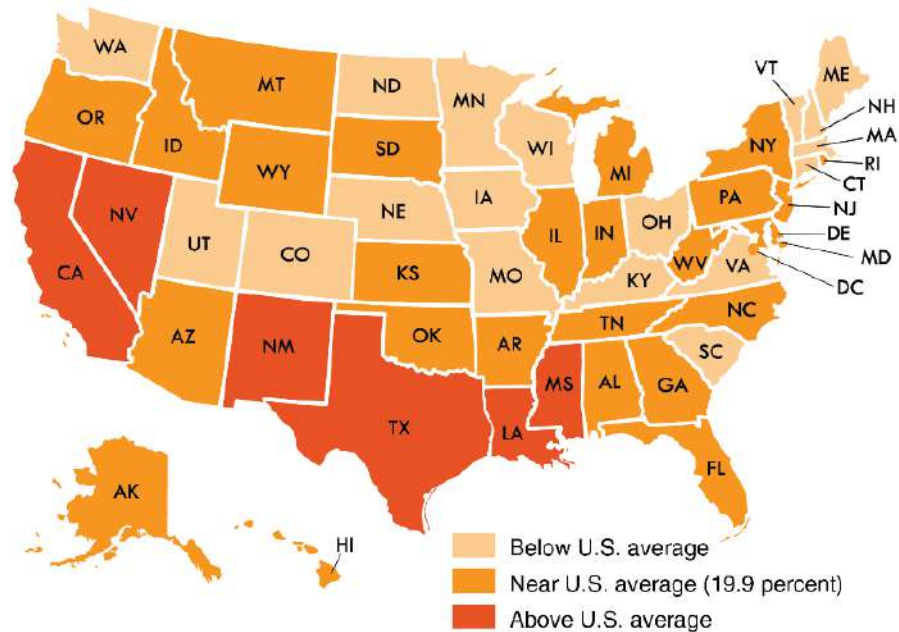 WA
MT
ND
MN
VT
ME
OR
ID
SD
WI
NH
MA
NY
RI
CT
WY
MI
PA
NJ
NV
NE
IA
OH
DE
UT
CO
IL
IN
WV
VA
MD
DC
CA
KS
MO
KY
NC
AZ
NM
OK
AR
TN
SC
MS
AL
GA
TX
LA
FL
AK
HI
Below U.S. average
Near U.S. average (19.9 percent)
Above U.S. average